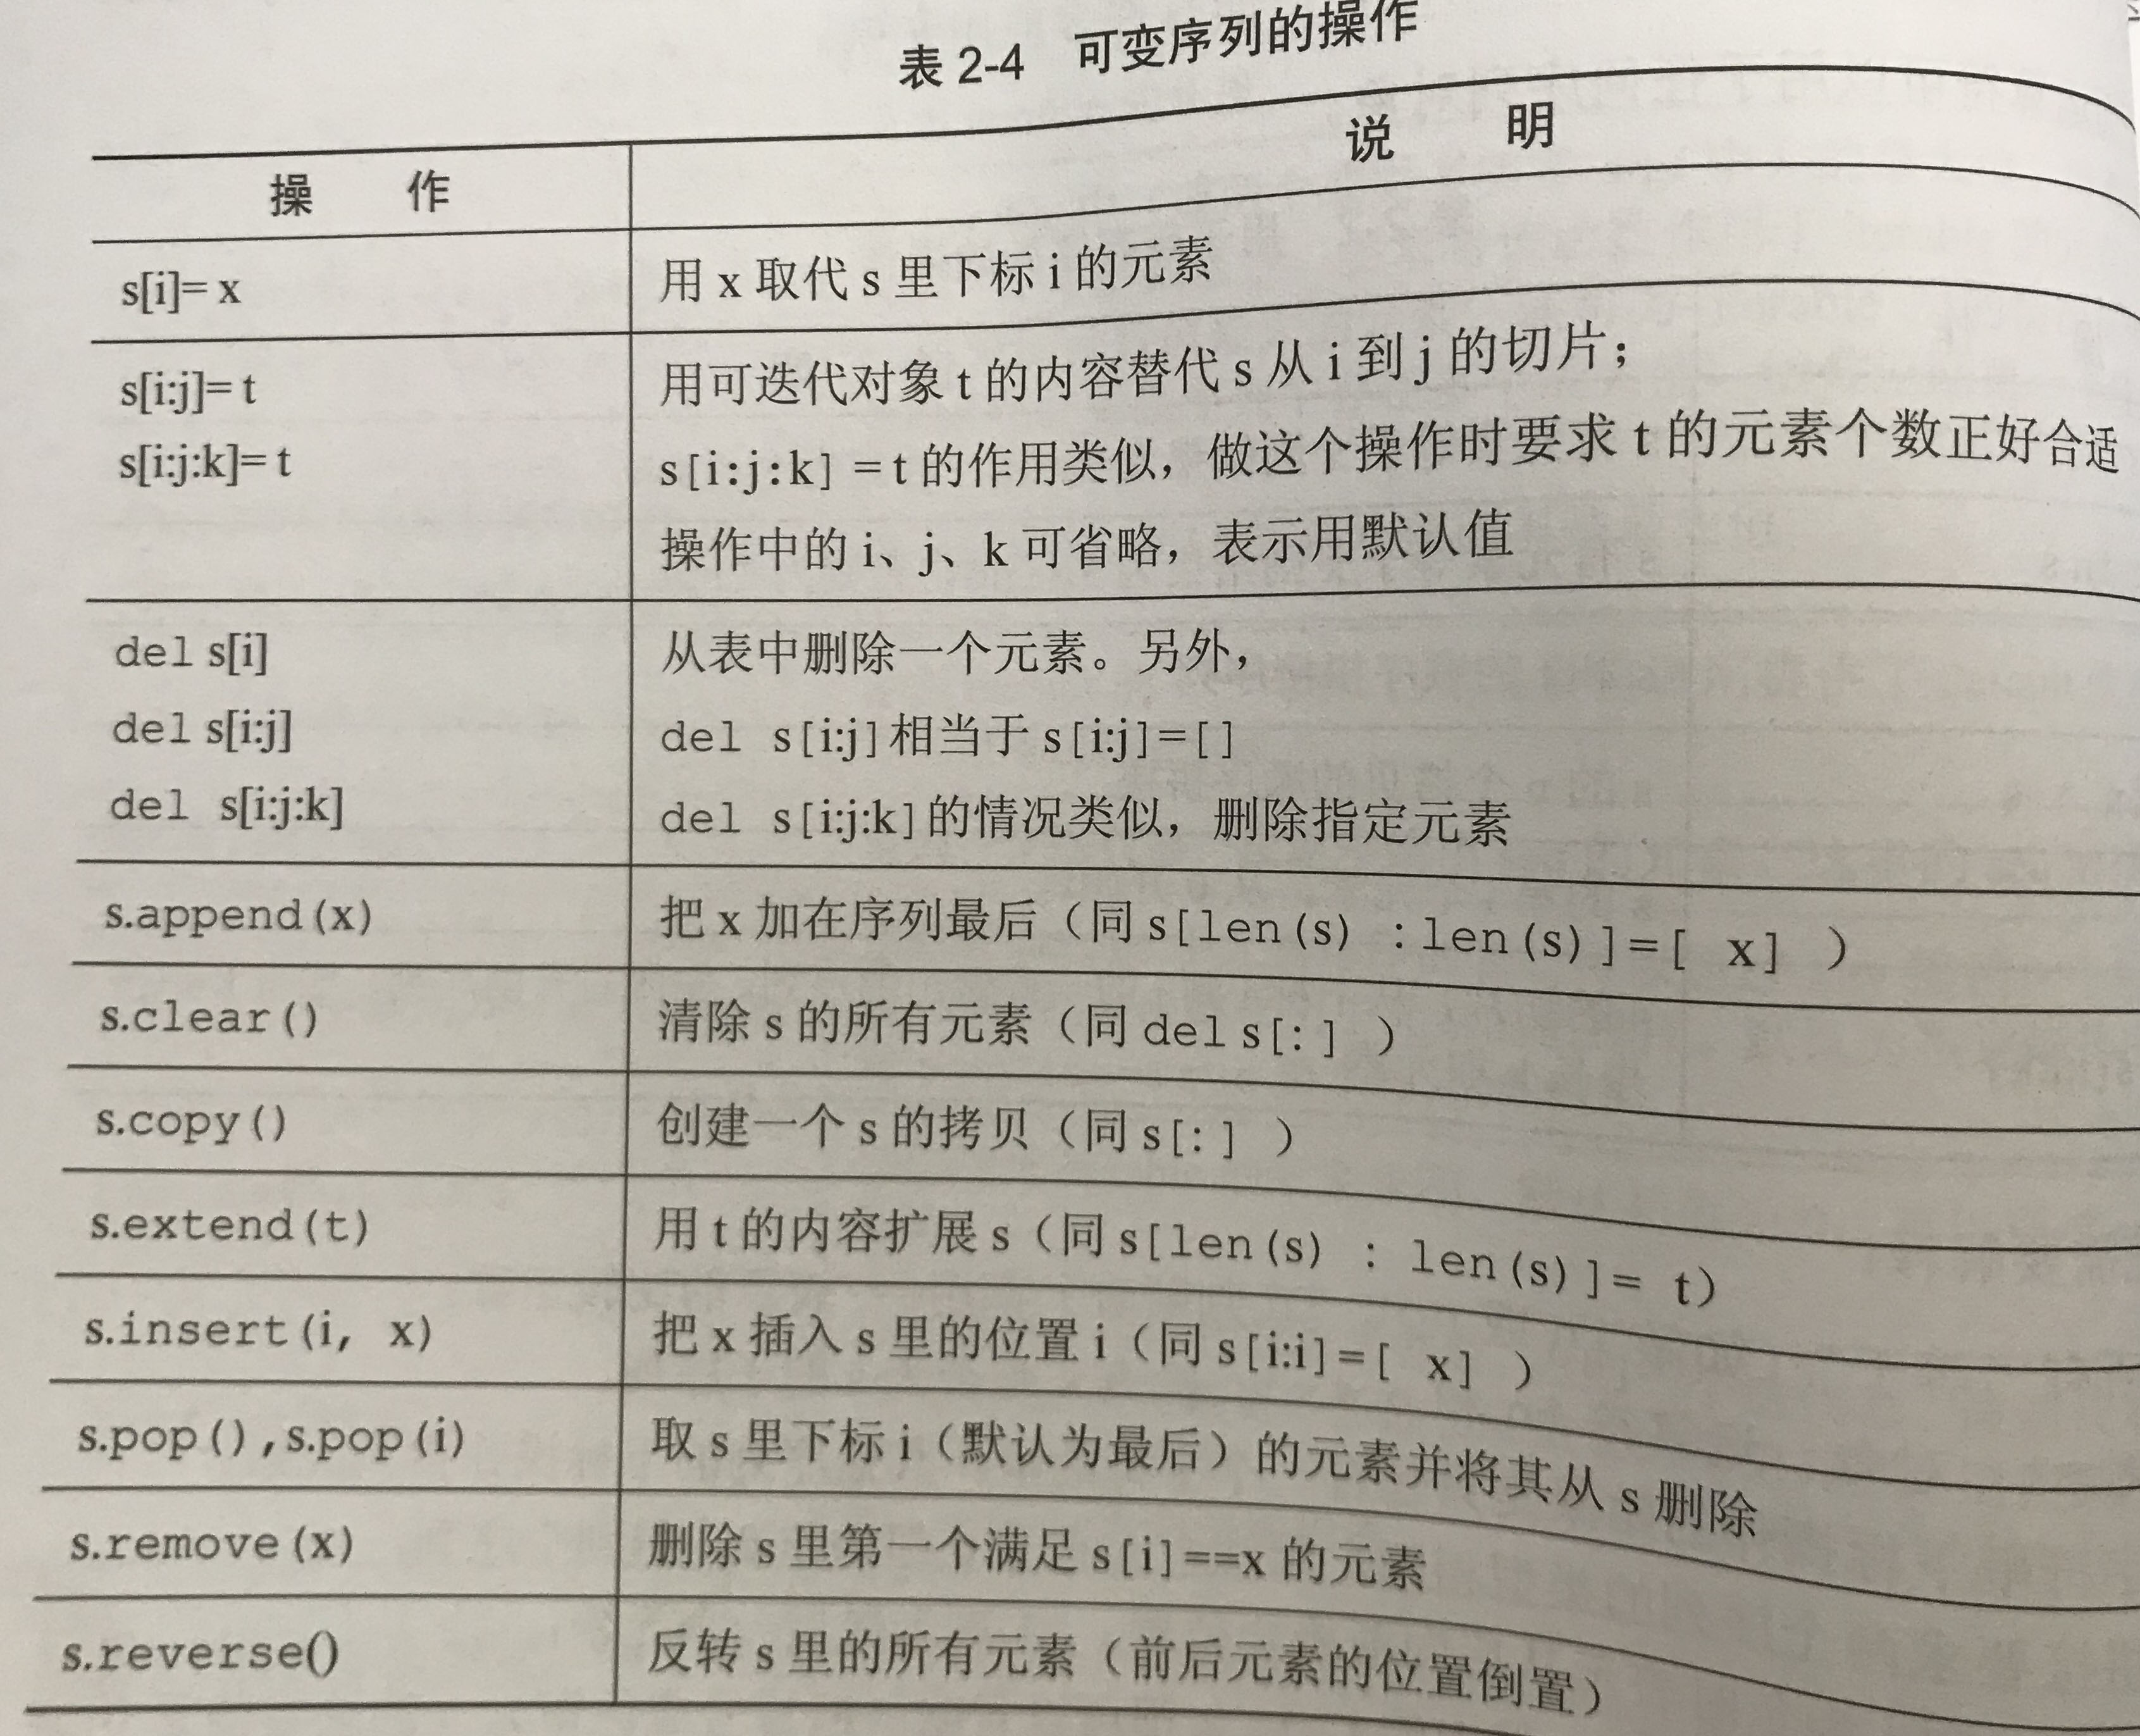 表 2-4 可变序列的操作
操 作 说 明
s[i]= x 用 x 取代 s 里下标 i 的元素
s[i:j]= t 用可迭代对象 t 的内容替代 s 从 i 到 j 的切片；
s[i:j:k]= t s[i:j:k] =t 的作用类似，做这个操作时要求 t 的元素个数正好合适
操作中的 i、j、k 可省略，表示用默认值
del s[i] 从表中删除一个元素。另外，
del s[i:j] del s[i:j]相当于 s[i:j]=[]
del s[i:j:k] del s[i:j:k]的情况类似，删除指定元素
s.append(x) 把 x 加在序列最后（同 s[len(s) :len(s)]=[ x] ）
s.clear() 清除 s 的所有元素（同 del s[:] ）
s.copy() 创建一个 s 的拷贝（同 s[:] ）
s.extend(t) 用 t 的内容扩展 s（同 s[len(s) : len(s)]= t）
s.insert(i, x) 把 x 插入 s 里的位置 i（同 s[i:i]=[ x] ）
s.pop(),s.pop(i) 取 s 里下标 i（默认为最后）的元素并将其从 s 删除
s.remove(x) 删除 s 里第一个满足 s[i]==x 的元素
s.reverse() 反转 s 里的所有元素（前后元素的位置倒置）